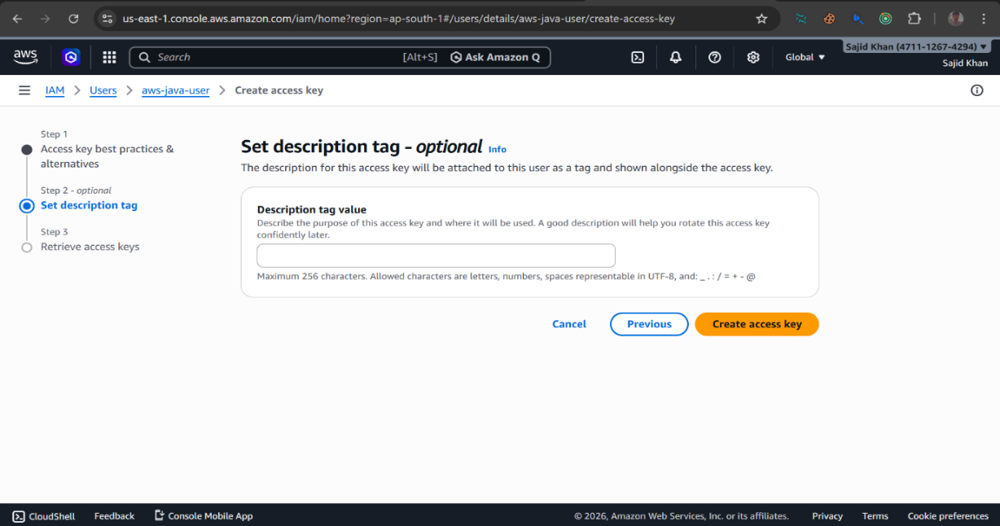 us-east-1.console.aws.amazon.com/iam/home?region=ap-south-1#/users/details/aws-java-user/create-access-key
aws
Search
[Alt+S]
Ask Amazon Q
Global ▼
Sajid Khan (4711-1267-4294) ▼
Sajid Khan
IAM > Users > aws-java-user > Create access key
Step 1
Access key best practices &
alternatives
Step 2 - optional
Set description tag
Step 3
Retrieve access keys
Set description tag - optional Info
The description for this access key will be attached to this user as a tag and shown alongside the access key.
Description tag value
Describe the purpose of this access key and where it will be used. A good description will help you rotate this access key
confidently later.
Maximum 256 characters. Allowed characters are letters, numbers, spaces representable in UTF-8, and: _ . : / = + - @
Cancel
Previous
Create access key
CloudShell
Feedback
Console Mobile App
© 2026, Amazon Web Services, Inc. or its affiliates.
Privacy
Terms
Cookie preferences